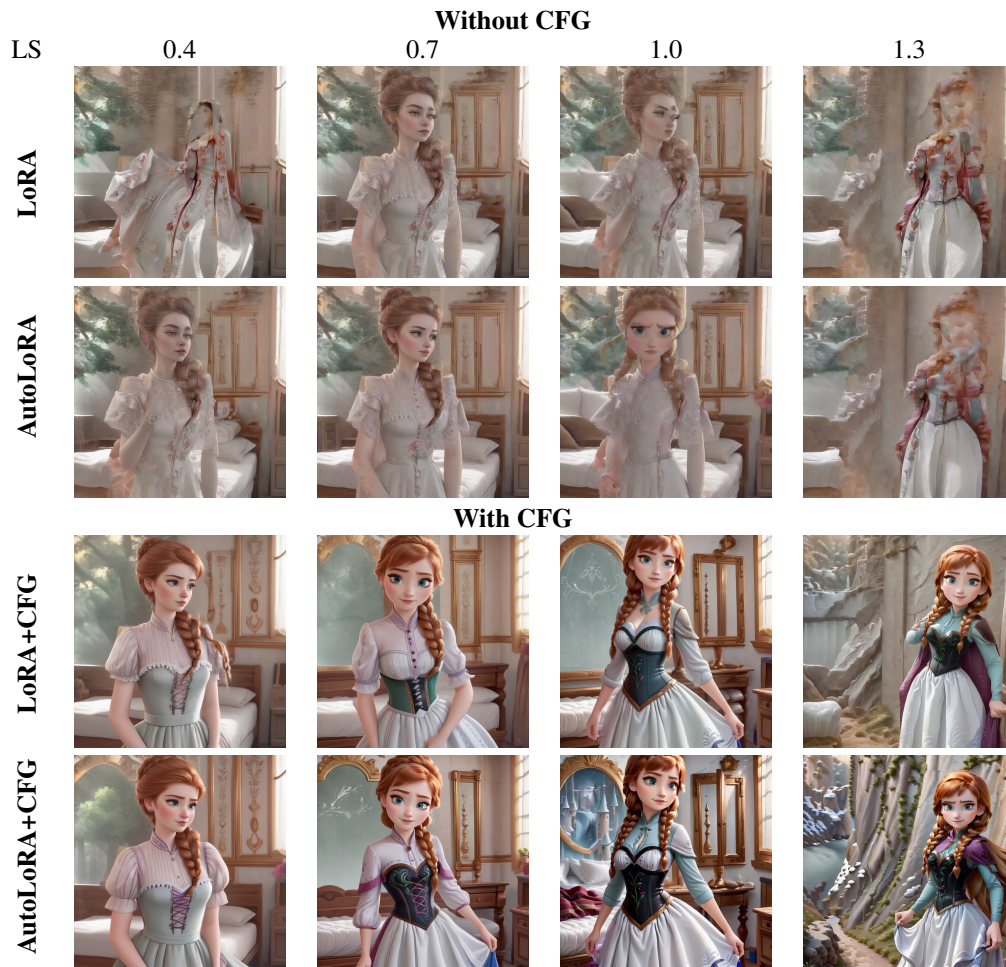 Without CFG
LS 0.4 0.7 1.0 1.3
LoRA
AutoLoRA
With CFG
LoRA+CFG
AutoLoRA+CFG